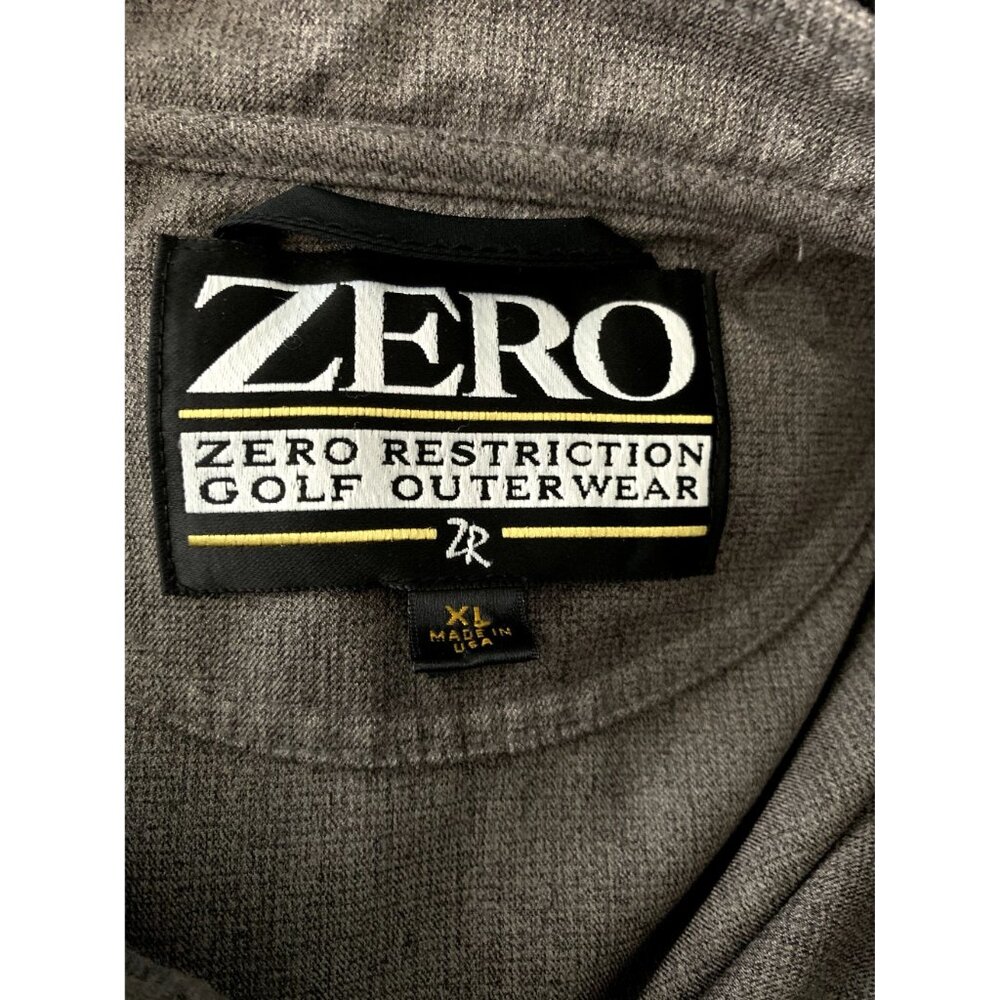 ZERO
ZERO RESTRICTION
GOLF OUTERWEAR
ZR
XL
MADE IN
USA